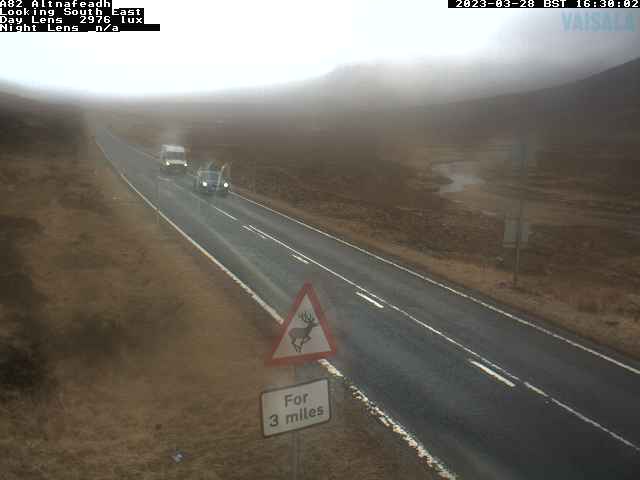 A82 Altnafeadh
Looking South East
Day Lens 2976 lux
Night Lens n/a
2023-03-28 BST 16:30:02
VAISALA
For
3 miles